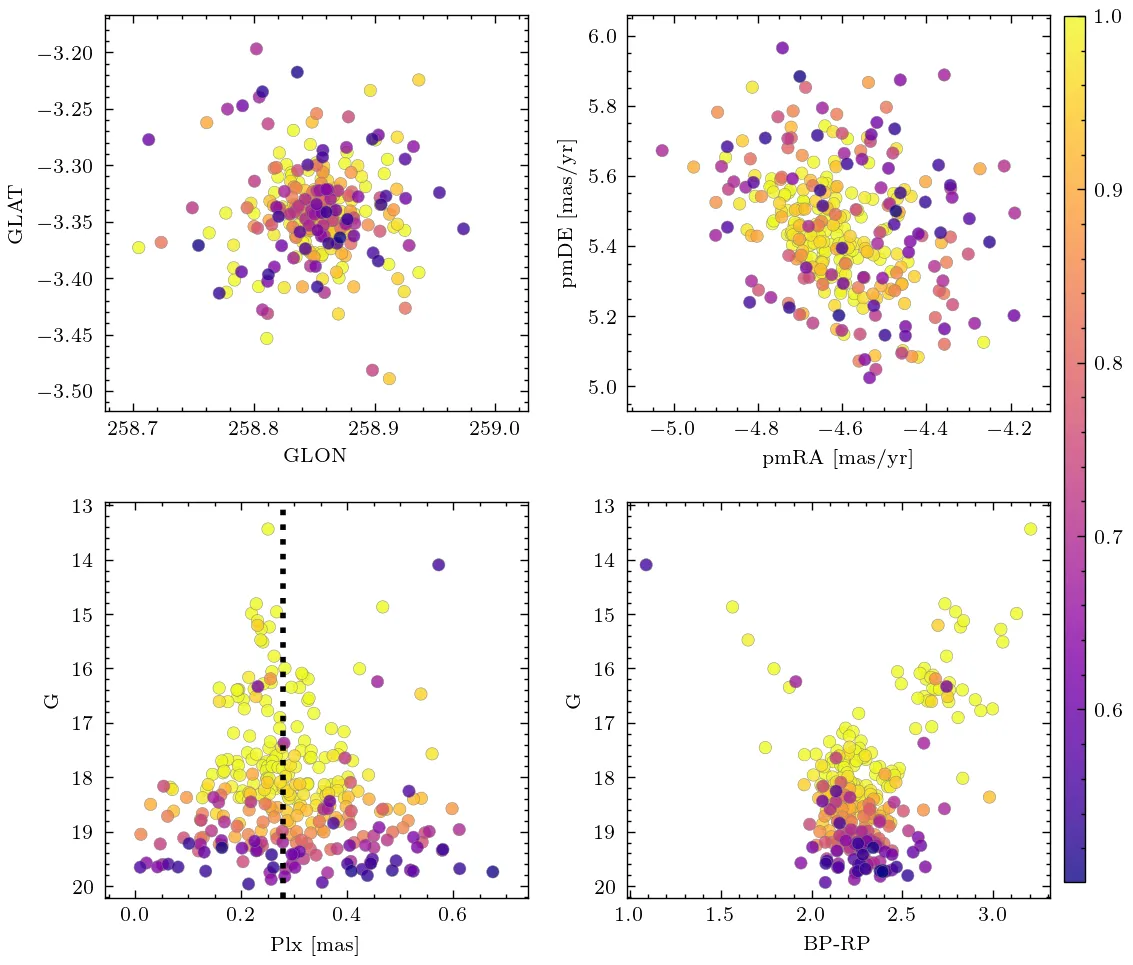 −3.20
−3.25
−3.30
−3.35
−3.40
−3.45
−3.50
GLAT
258.7 258.8 258.9 259.0
GLON
6.0
5.8
5.6
5.4
5.2
5.0
pmDE [mas/yr]
−5.0 −4.8 −4.6 −4.4 −4.2
pmRA [mas/yr]
1.0
0.9
0.8
0.7
0.6
13
14
15
16
17
18
19
20
G
0.0 0.2 0.4 0.6
Plx [mas]
13
14
15
16
17
18
19
20
G
1.0 1.5 2.0 2.5 3.0
BP-RP